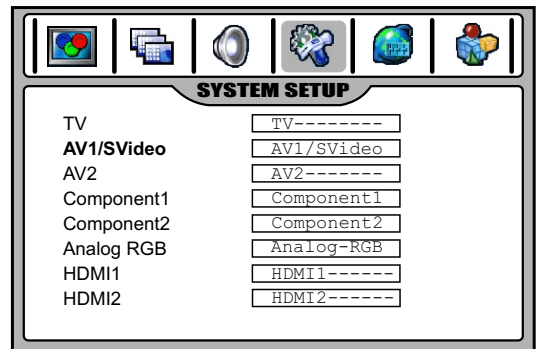 SYSTEM SETUP
TV TV--------
AV1/SVideo AV1/SVideo
AV2 AV2-------
Component1 Component1
Component2 Component2
Analog RGB Analog-RGB
HDMI1 HDMI1------
HDMI2 HDMI2------